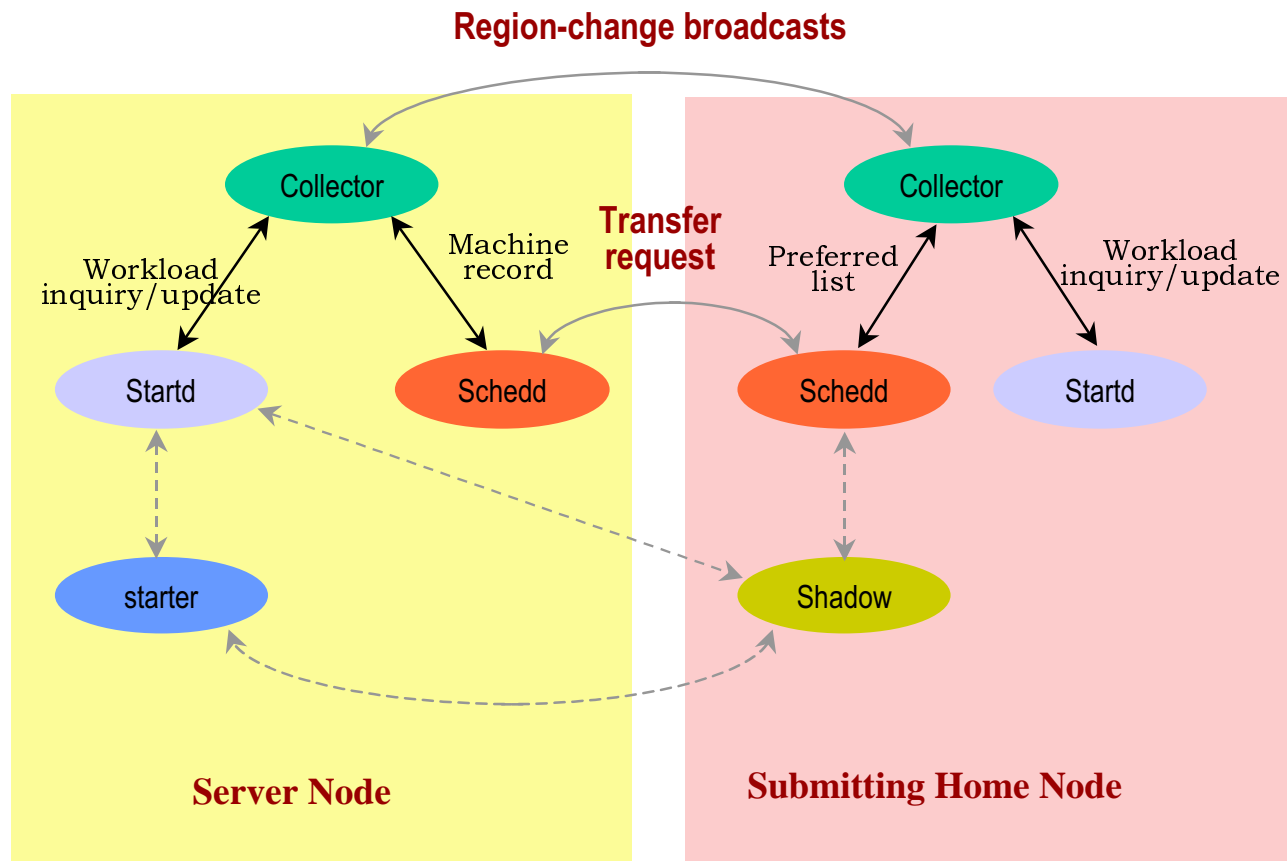 Region-change broadcasts
Collector
Collector
Transfer
request
Machine
record
Workload
inquiry/update
Preferred
list
Workload
inquiry/update
Startd
Schedd
Schedd
Startd
starter
Shadow
Server Node
Submitting Home Node